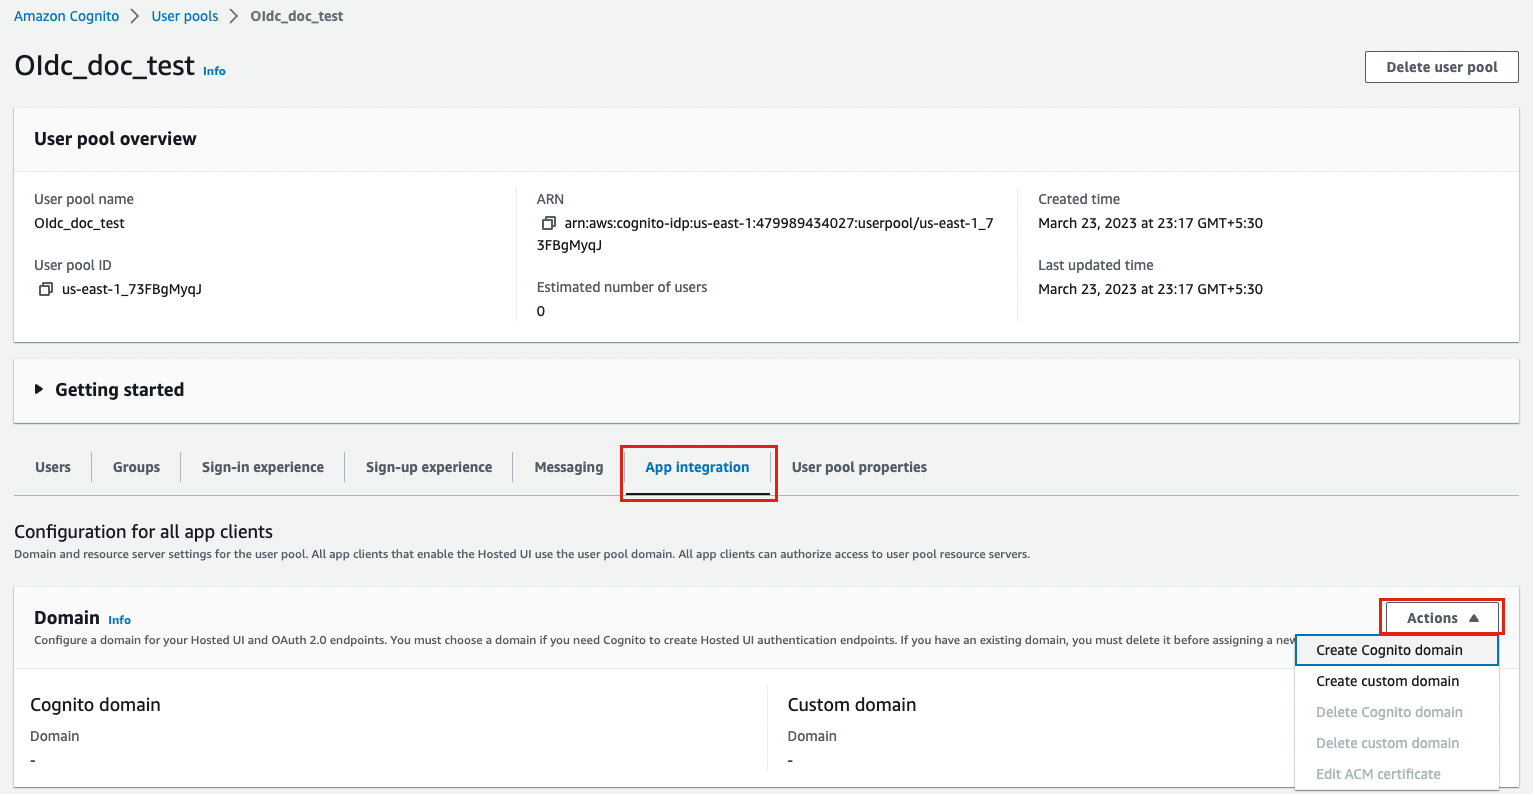 Amazon Cognito > User pools > OIdc_doc_test
OIdc_doc_test Info
Delete user pool
User pool overview
User pool name
OIdc_doc_test
User pool ID
us-east-1_73FBgMyqJ
ARN
arn:aws:cognito-idp:us-east-1:479989434027:userpool/us-east-1_7
3FBgMyqJ
Estimated number of users
0
Created time
March 23, 2023 at 23:17 GMT+5:30
Last updated time
March 23, 2023 at 23:17 GMT+5:30
Getting started
Users
Groups
Sign-in experience
Sign-up experience
Messaging
App integration
User pool properties
Configuration for all app clients
Domain and resource server settings for the user pool. All app clients that enable the Hosted UI use the user pool domain. All app clients can authorize access to user pool resource servers.
Domain Info
Configure a domain for your Hosted UI and OAuth 2.0 endpoints. You must choose a domain if you need Cognito to create Hosted UI authentication endpoints. If you have an existing domain, you must delete it before assigning a new
Actions
Create Cognito domain
Create custom domain
Delete Cognito domain
Delete custom domain
Edit ACM certificate
Cognito domain
Domain
-
Custom domain
Domain
-